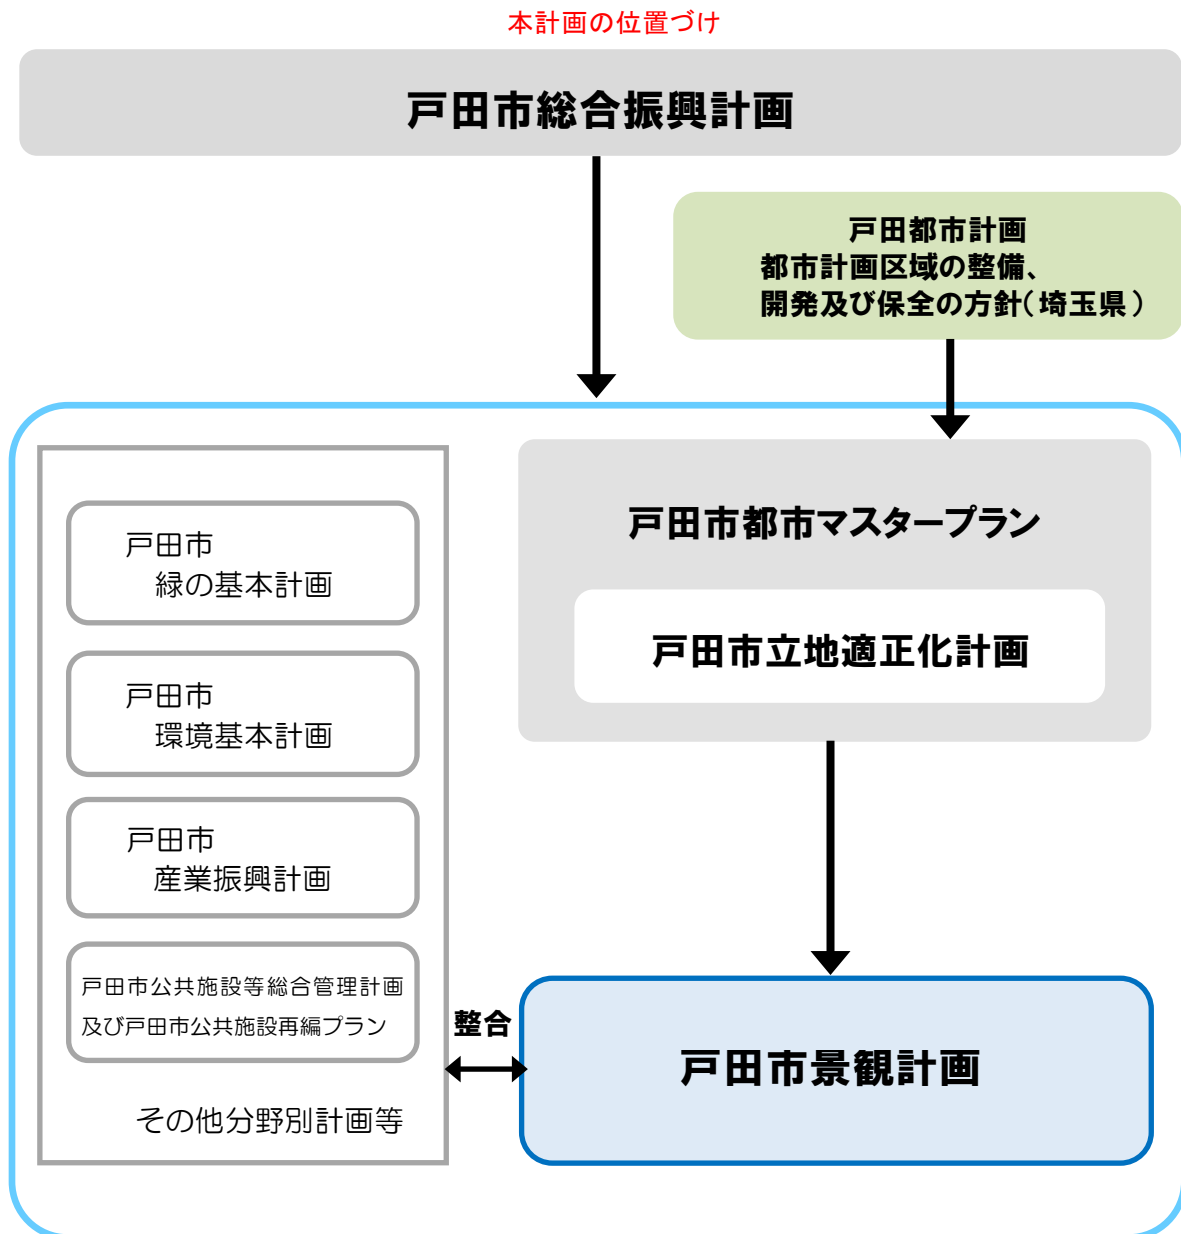 本計画の位置づけ
戸田市総合振興計画
戸田都市計画
都市計画区域の整備、
開発及び保全の方針(埼玉県)
戸田市
緑の基本計画
戸田市
環境基本計画
戸田市
産業振興計画
戸田市公共施設等総合管理計画
及び戸田市公共施設再編プラン
その他分野別計画等
戸田市都市マスタープラン
戸田市立地適正化計画
整合
戸田市景観計画